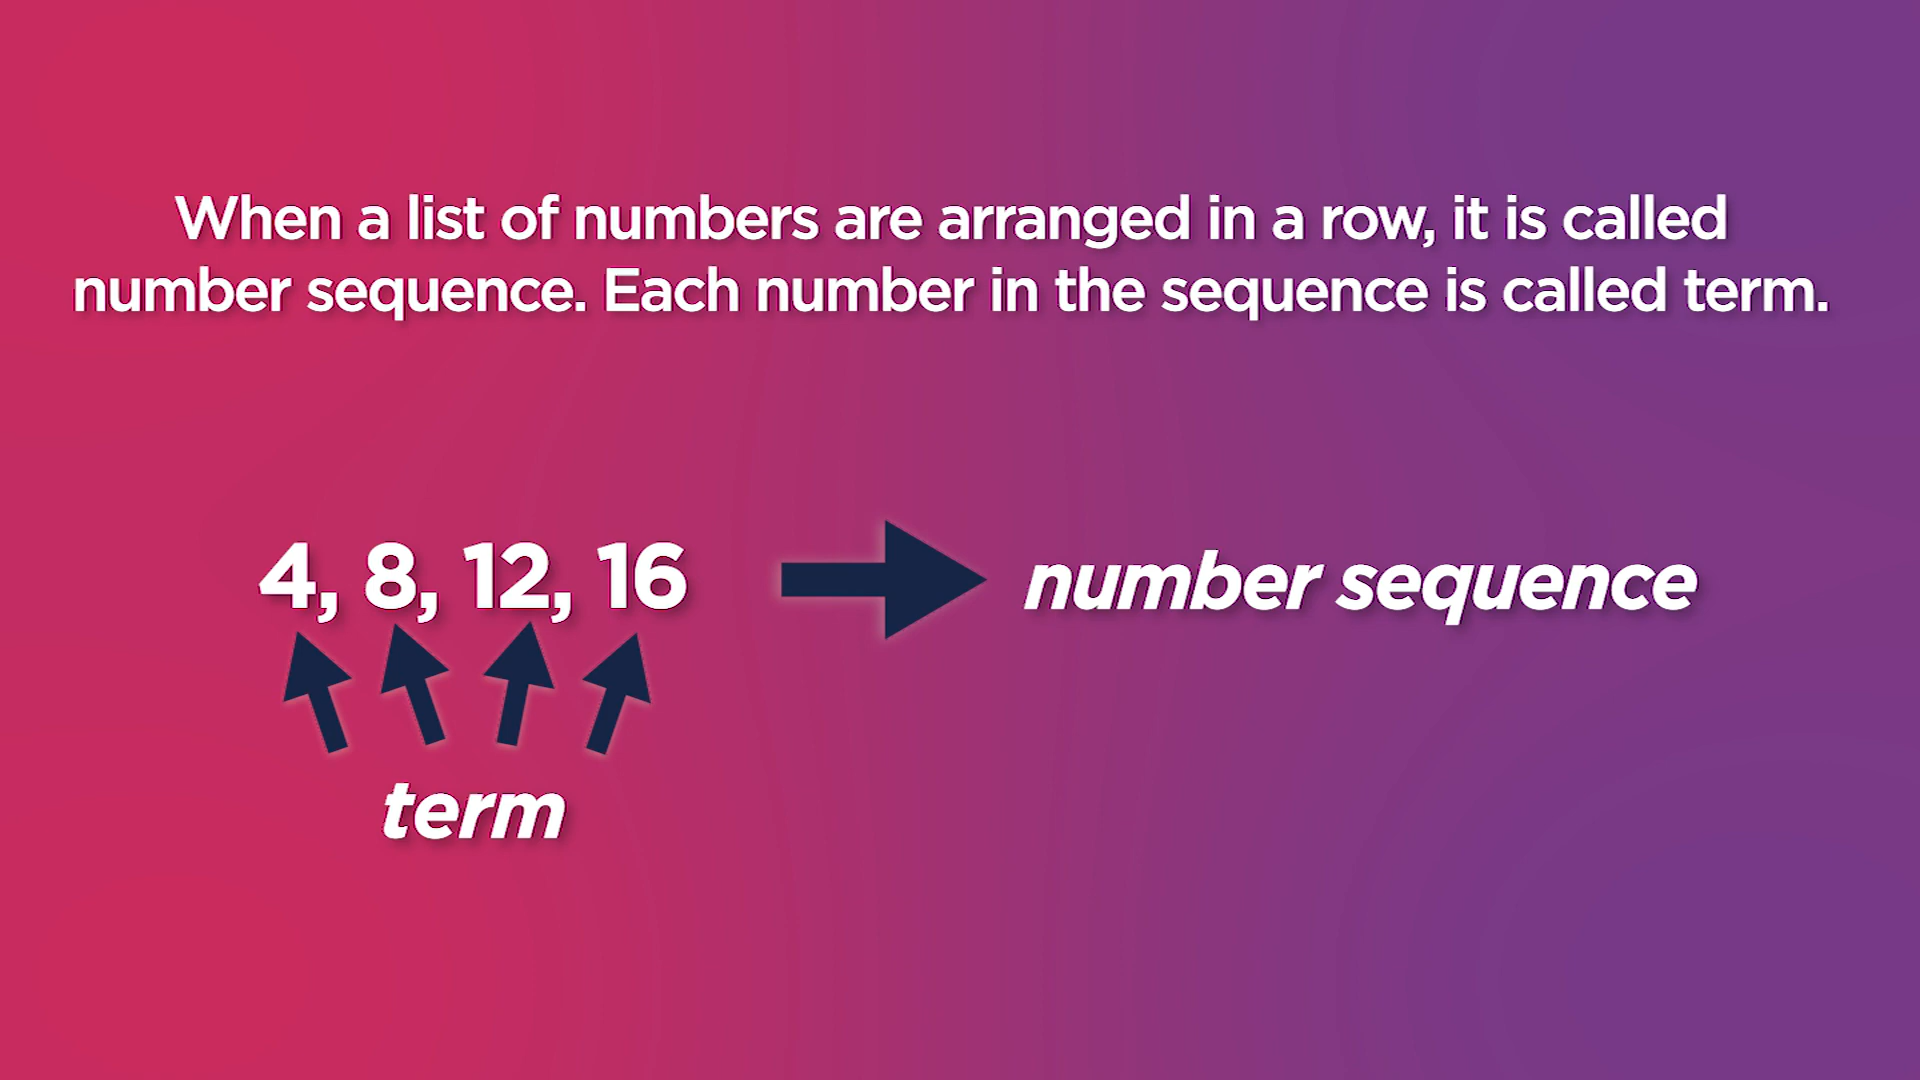 When a list of numbers are arranged in a row, it is called
number sequence. Each number in the sequence is called term.
4, 8, 12, 16
number sequence
term